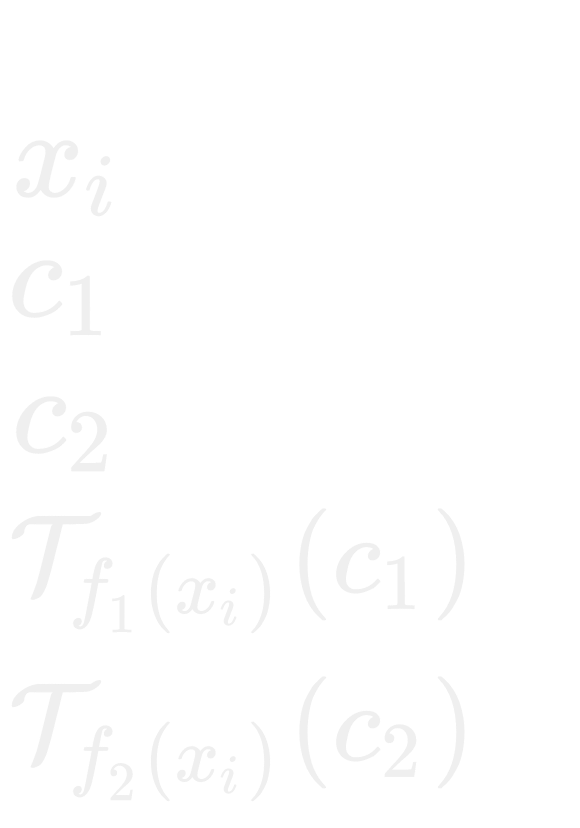 x_i
c_1
c_2
\mathcal{T}_{f_1(x_i)}(c_1)
\mathcal{T}_{f_2(x_i)}(c_2)